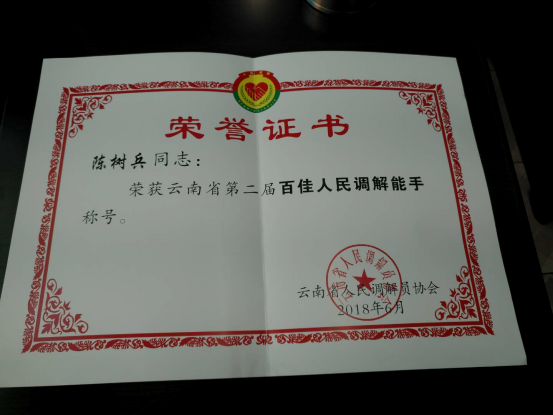 荣誉证书
陈树兵同志：
荣获云南省第二届百佳人民调解能手
称号。
云南省人民调解员协会
2018年6月